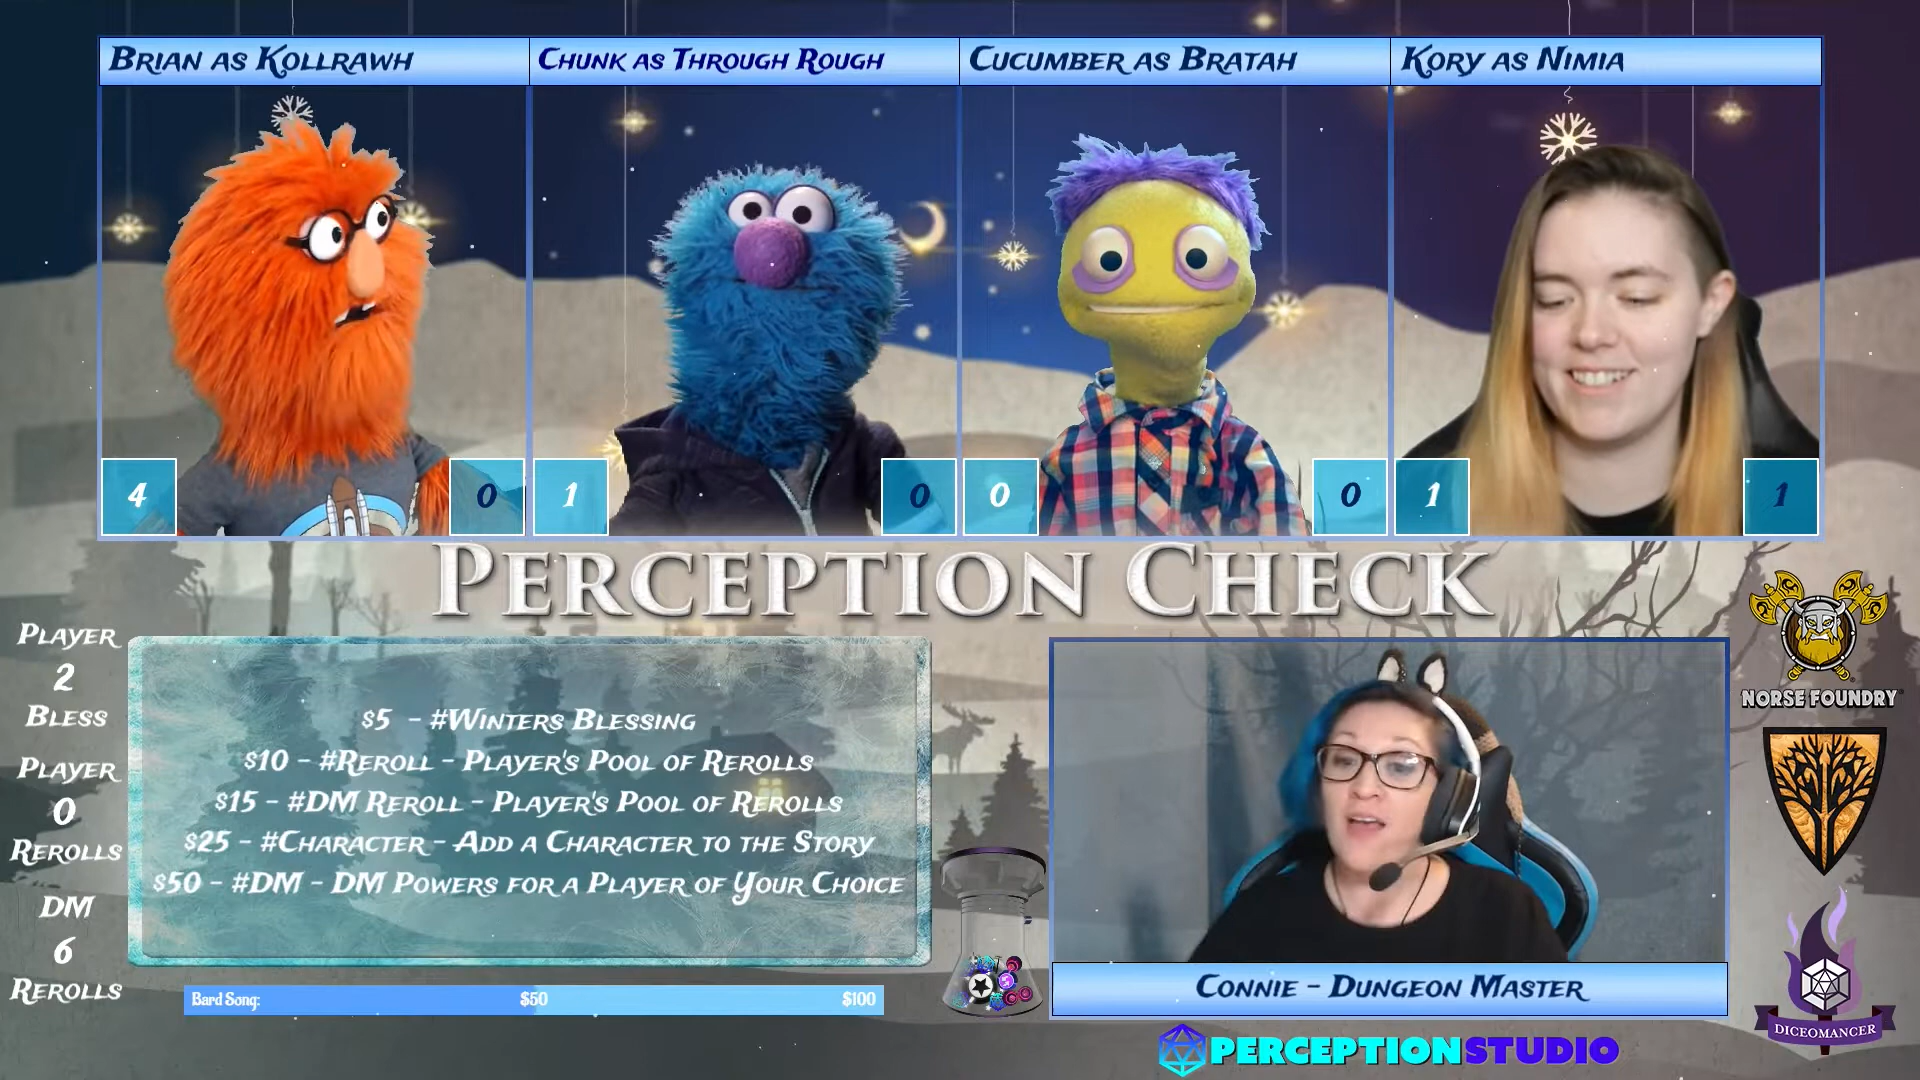 Brian as Kollrawh
Chunk as Through Rough
Cucumber as Bratah
Kory as Nimia
4
0
1
0
0
0
1
1
Perception Check
Player
2
Bless
Player
0
Rerolls
DM
6
Rerolls
$5 - #Winters Blessing
$10 - #Reroll - Player's Pool of Rerolls
$15 - #DM Reroll - Player's Pool of Rerolls
$25 - #Character - Add a Character to the Story
$50 - #DM - DM Powers for a Player of Your Choice
Bard Song: $50 $100
Connie - Dungeon Master
NORSE FOUNDRY
DICEOMANCER
PERCEPTION STUDIO